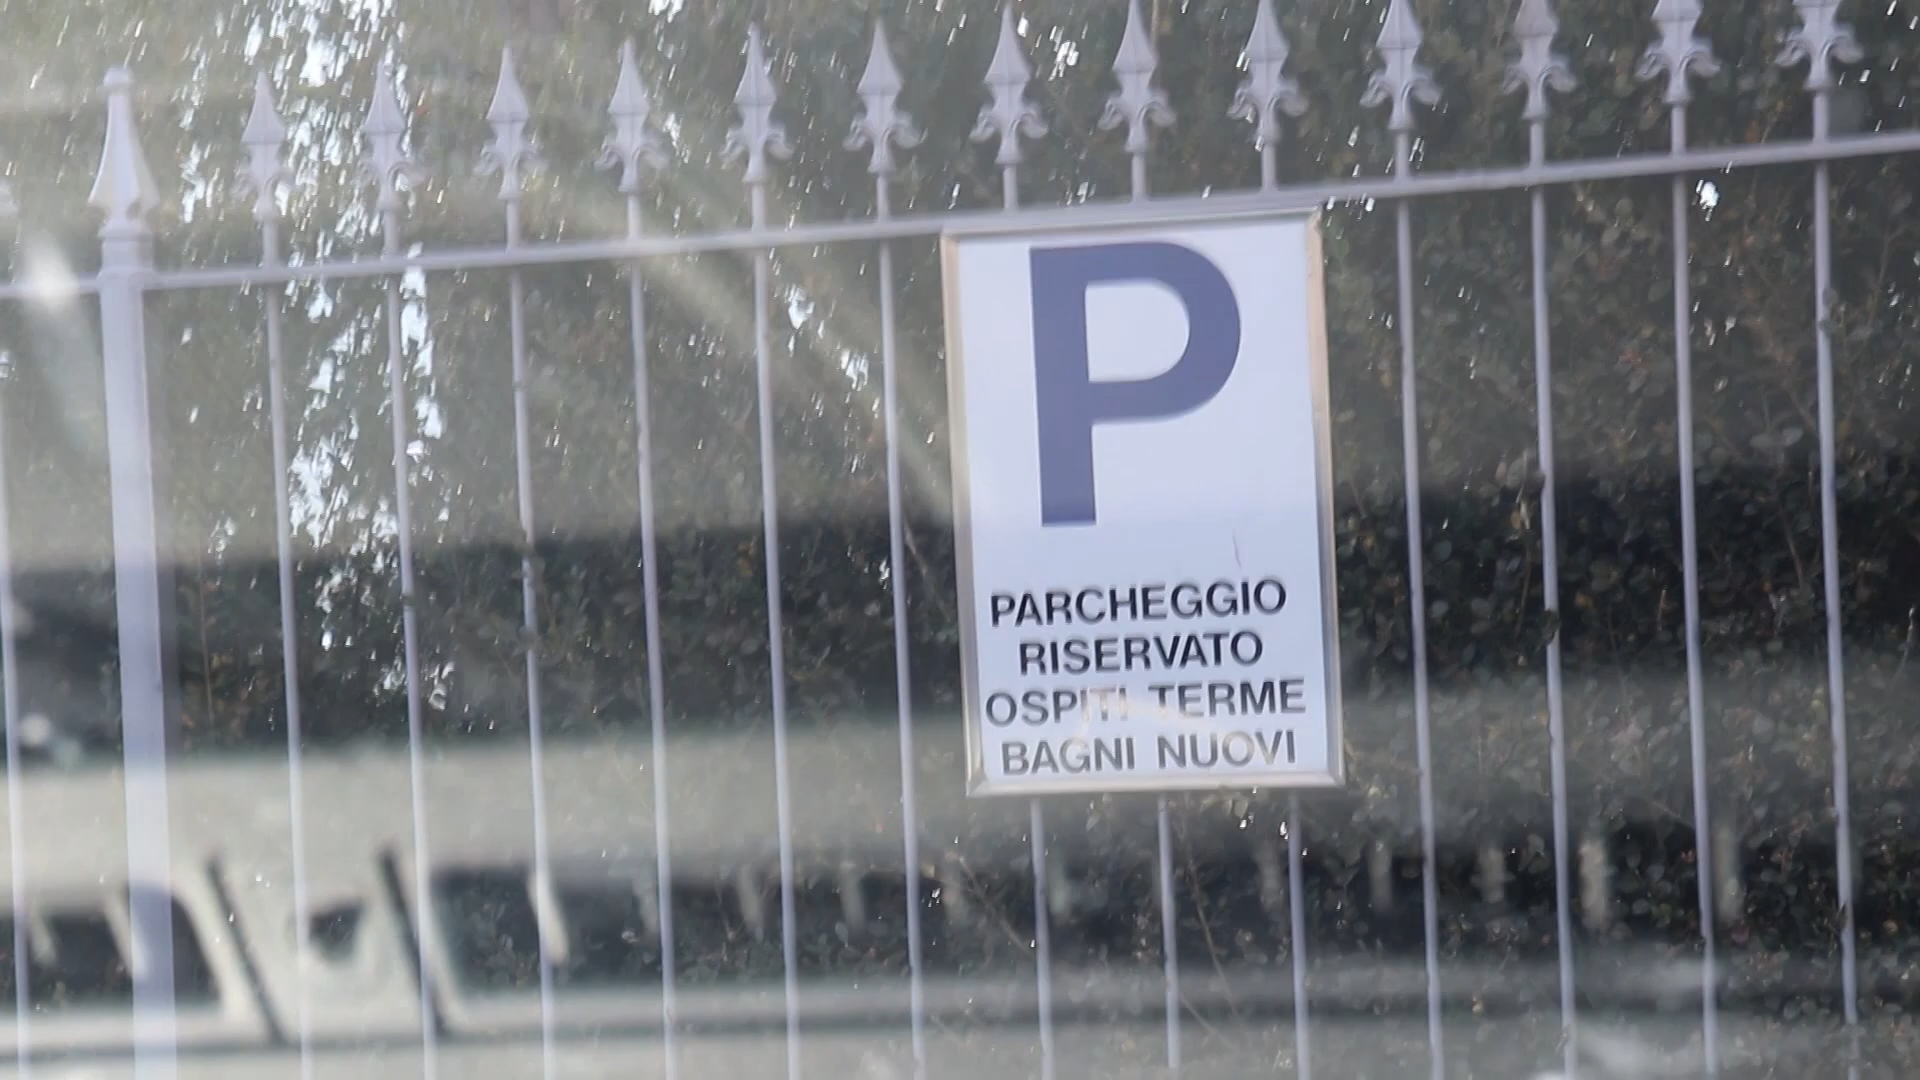 P
PARCHEGGIO
RISERVATO
OSPITI TERME
BAGNI NUOVI